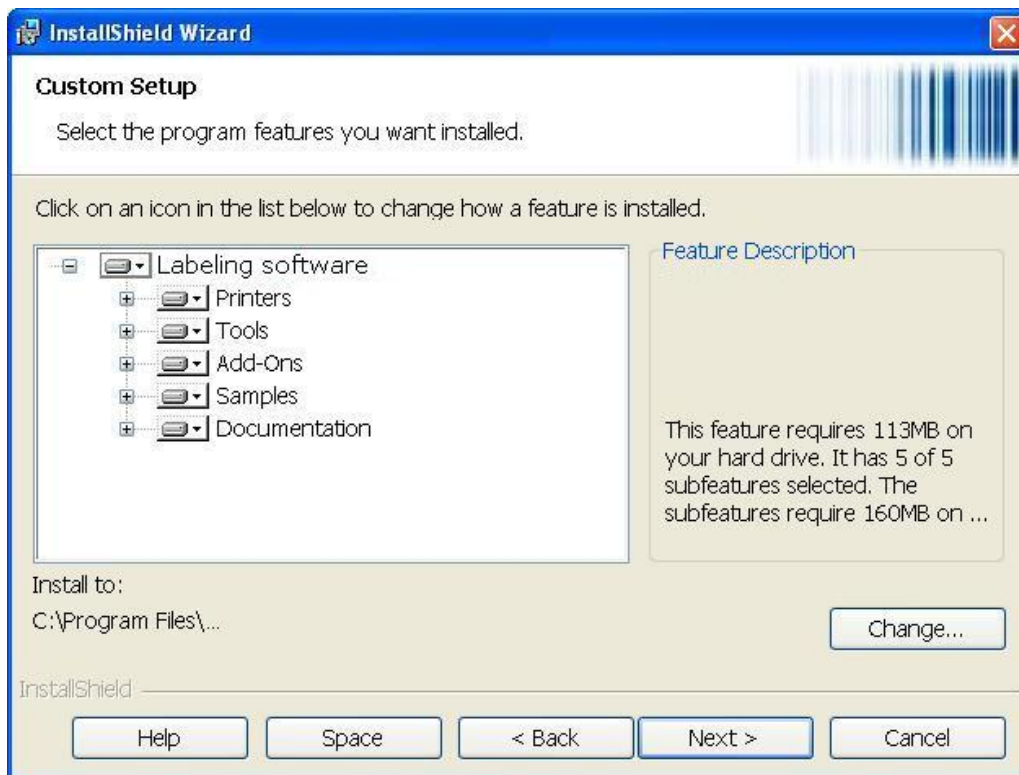 InstallShield Wizard
Custom Setup
Select the program features you want installed.
Click on an icon in the list below to change how a feature is installed.
Labeling software
Printers
Tools
Add-Ons
Samples
Documentation
Feature Description
This feature requires 113MB on
your hard drive. It has 5 of 5
subfeatures selected. The
subfeatures require 160MB on ...
Install to:
C:\Program Files\...
Change...
InstallShield
Help
Space
< Back
Next >
Cancel